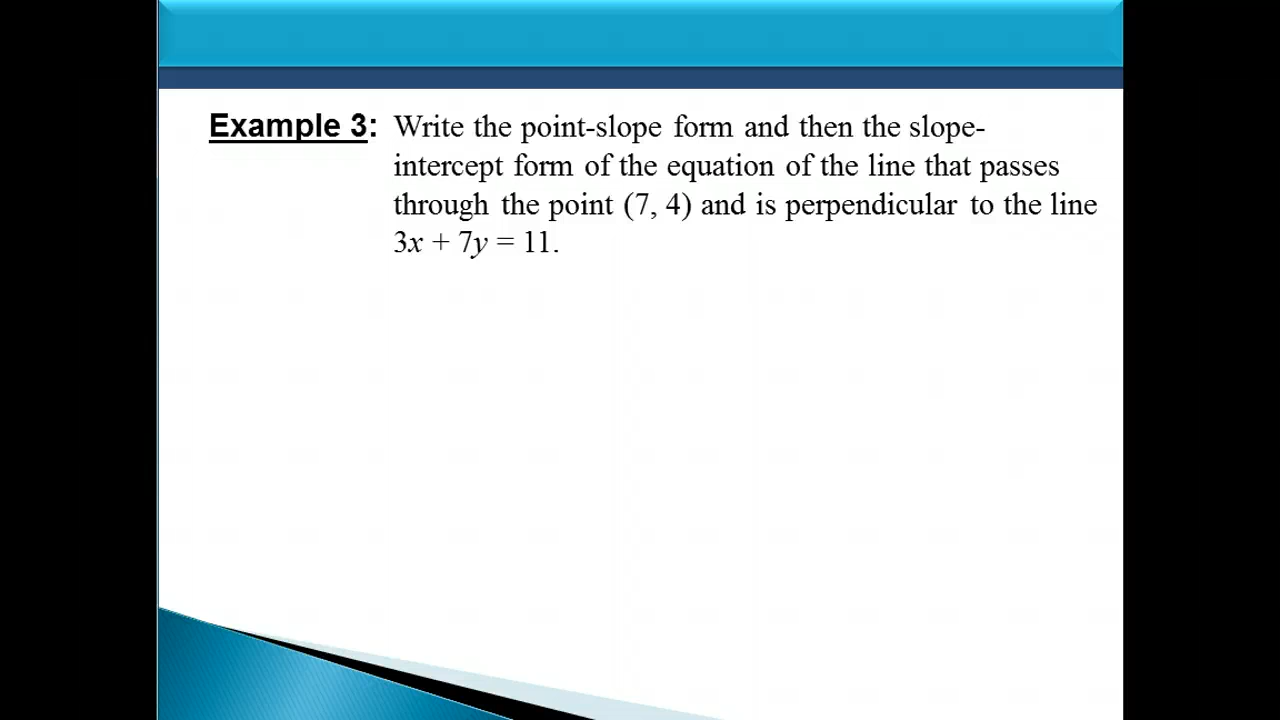 Example 3: Write the point-slope form and then the slope-
intercept form of the equation of the line that passes
through the point (7, 4) and is perpendicular to the line
3x + 7y = 11.